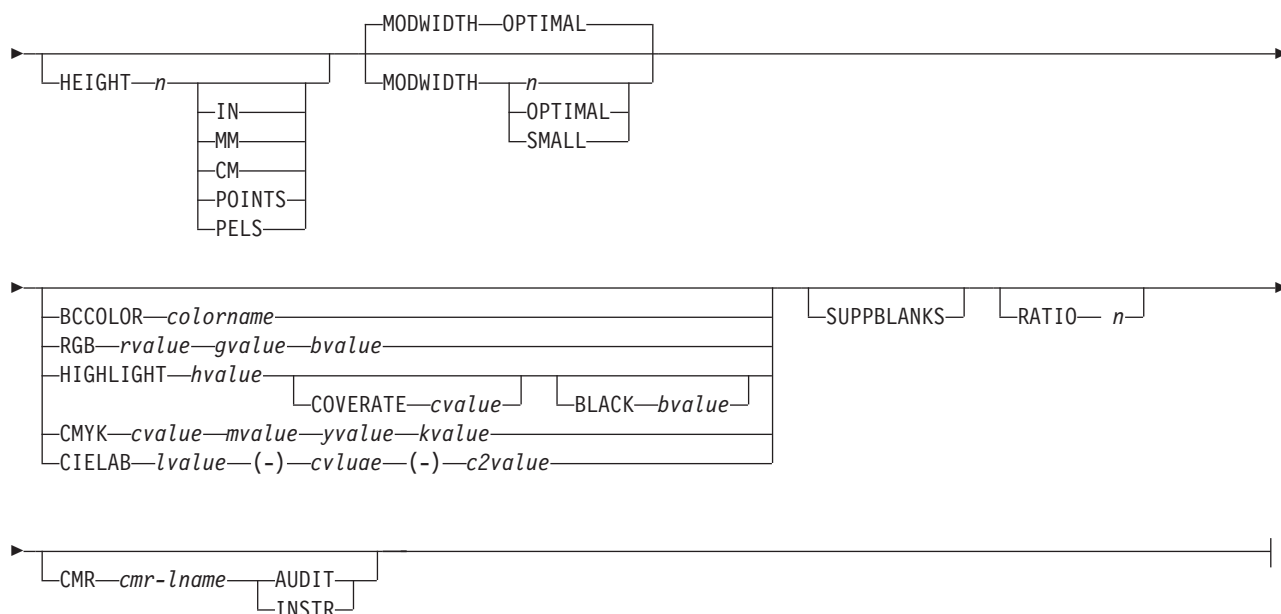 MODWIDTH OPTIMAL
HEIGHT n MODWIDTH n
IN OPTIMAL
MM SMALL
CM
POINTS
PELS
BCCOLOR colorname SUPPBLANKS RATIO n
RGB rvalue gvalue bvalue
HIGHLIGHT hvalue
COVERATE cvalue BLACK bvalue
CMYK cvalue mvalue yvalue kvalue
CIELAB lvalue (-) cvluae (-) c2value
CMR cmr-lname AUDIT
INSTR